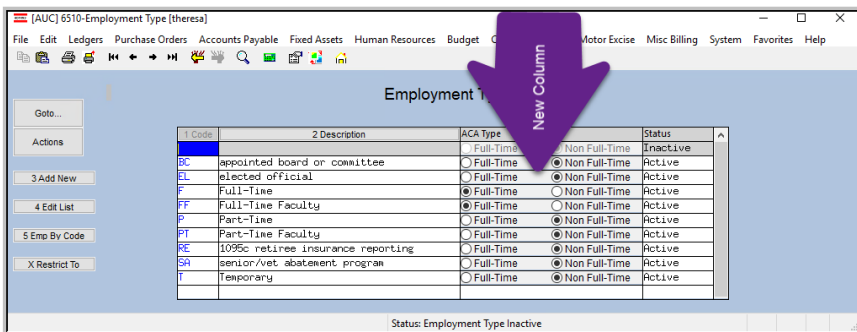 [AUC] 6510-Employment Type [theresa]
File Edit Ledgers Purchase Orders Accounts Payable Fixed Assets Human Resources Budget Motor Excise Misc Billing System Favorites Help
New Column
Employment
Goto...
Actions
3 Add New
4 Edit List
5 Emp By Code
X Restrict To
1 Code 2 Description ACA Type Status
Full-Time Non Full-Time Inactive
BC appointed board or committee Full-Time Non Full-Time Active
EL elected official Full-Time Non Full-Time Active
F Full-Time Full-Time Non Full-Time Active
FF Full-Time Faculty Full-Time Non Full-Time Active
P Part-Time Full-Time Non Full-Time Active
PT Part-Time Faculty Full-Time Non Full-Time Active
RE 1095c retiree insurance reporting Full-Time Non Full-Time Active
SA senior/vet abatement program Full-Time Non Full-Time Active
T Temporary Full-Time Non Full-Time Active
Status: Employment Type Inactive